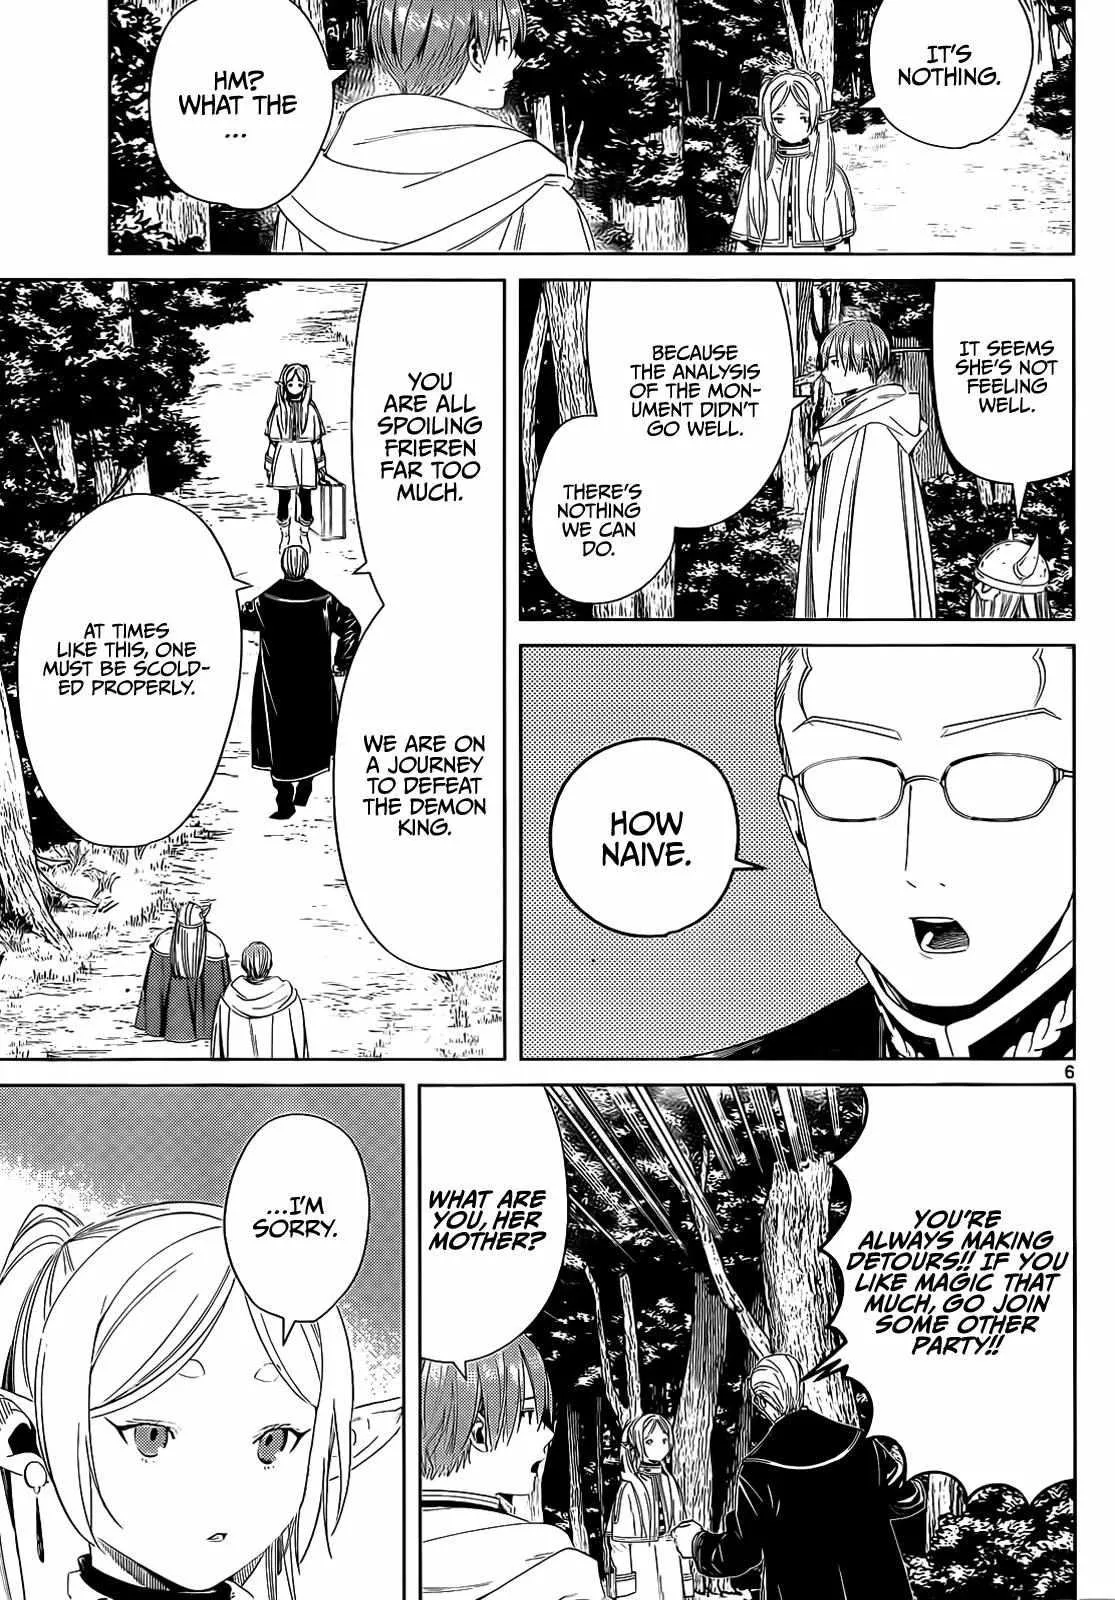 IT'S
NOTHING.
HM?
WHAT THE
...
IT SEEMS
SHE'S NOT
FEELING
WELL.
BECAUSE
THE ANALYSIS
OF THE MON-
UMENT DIDN'T
GO WELL.
THERE'S
NOTHING
WE CAN
DO.
HOW
NAIVE.
YOU
ARE ALL
SPOILING
FRIEREN
FAR TOO
MUCH.
WE ARE ON
A JOURNEY
TO DEFEAT
THE DEMON
KING.
AT TIMES
LIKE THIS, ONE
MUST BE SCOLD-
ED PROPERLY.
6
YOU'RE
ALWAYS MAKING
DETOURS!! IF YOU
LIKE MAGIC THAT
MUCH, GO JOIN
SOME OTHER
PARTY!!
WHAT ARE
YOU, HER
MOTHER?
...I'M
SORRY.